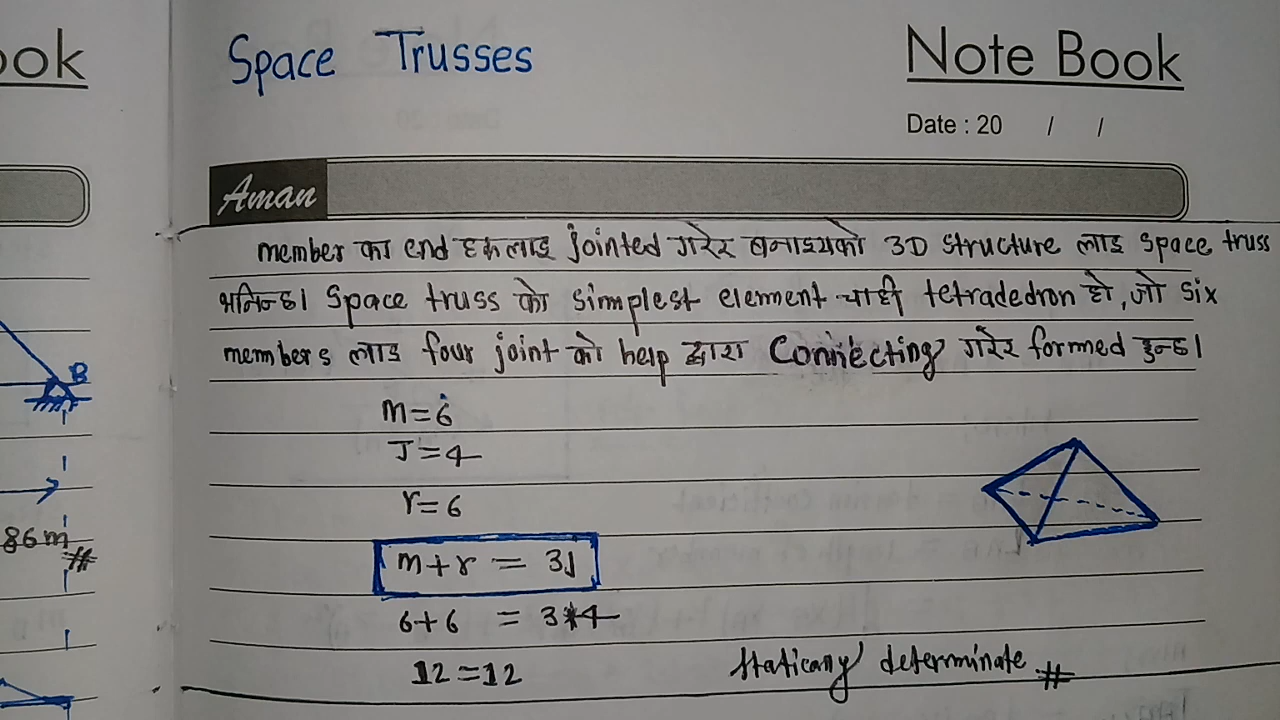 ook
Space Trusses
Note Book
Date : 20 / /
Aman
member का end हरुलाइ jointed गरेर बनाइयको 3D structure लाइ space truss
भनिन्छ। Space truss को simplest element चाही tetradedron हो, जो six
members लाइ four joint को help द्वारा Connecting गरेर formed हुन्छ।
B
m=6
J=4
r=6
86m
#
m+r = 3J
6+6 = 3*4
12=12
Staticany determinate #